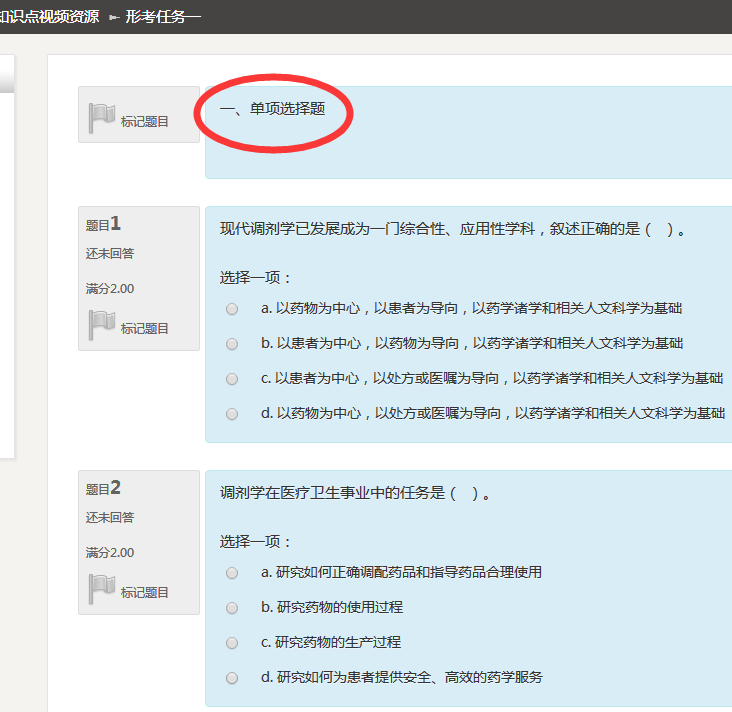 知识点视频资源 ► 形考任务一
标记题目
一、单项选择题
题目1
还未回答
满分2.00
标记题目
现代调剂学已发展成为一门综合性、应用性学科，叙述正确的是（　）。
选择一项：
a. 以药物为中心，以患者为导向，以药学诸学和相关人文科学为基础
b. 以患者为中心，以药物为导向，以药学诸学和相关人文科学为基础
c. 以患者为中心，以处方或医嘱为导向，以药学诸学和相关人文科学为基础
d. 以药物为中心，以处方或医嘱为导向，以药学诸学和相关人文科学为基础
题目2
还未回答
满分2.00
标记题目
调剂学在医疗卫生事业中的任务是（　）。
选择一项：
a. 研究如何正确调配药品和指导药品合理使用
b. 研究药物的使用过程
c. 研究药物的生产过程
d. 研究如何为患者提供安全、高效的药学服务